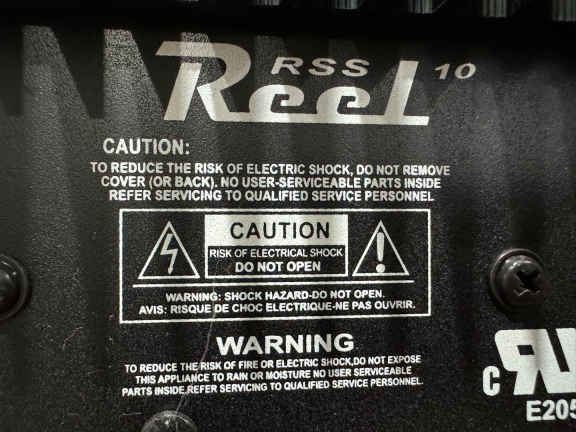 RSS
Reel 10
CAUTION:
TO REDUCE THE RISK OF ELECTRIC SHOCK, DO NOT REMOVE
COVER (OR BACK). NO USER-SERVICEABLE PARTS INSIDE
REFER SERVICING TO QUALIFIED SERVICE PERSONNEL
CAUTION
RISK OF ELECTRICAL SHOCK
DO NOT OPEN
WARNING: SHOCK HAZARD-DO NOT OPEN.
AVIS: RISQUE DE CHOC ELECTRIQUE-NE PAS OUVRIR.
WARNING
TO REDUCE THE RISK OF FIRE OR ELECTRIC SHOCK,DO NOT EXPOSE
THIS APPLIANCE TO RAIN OR MOISTURE NO USER SERVICEABLE
PARTS INSIDE.REFER SERVICING TO QUALIFIED SERVICE PERSONNEL.
c RU
E205